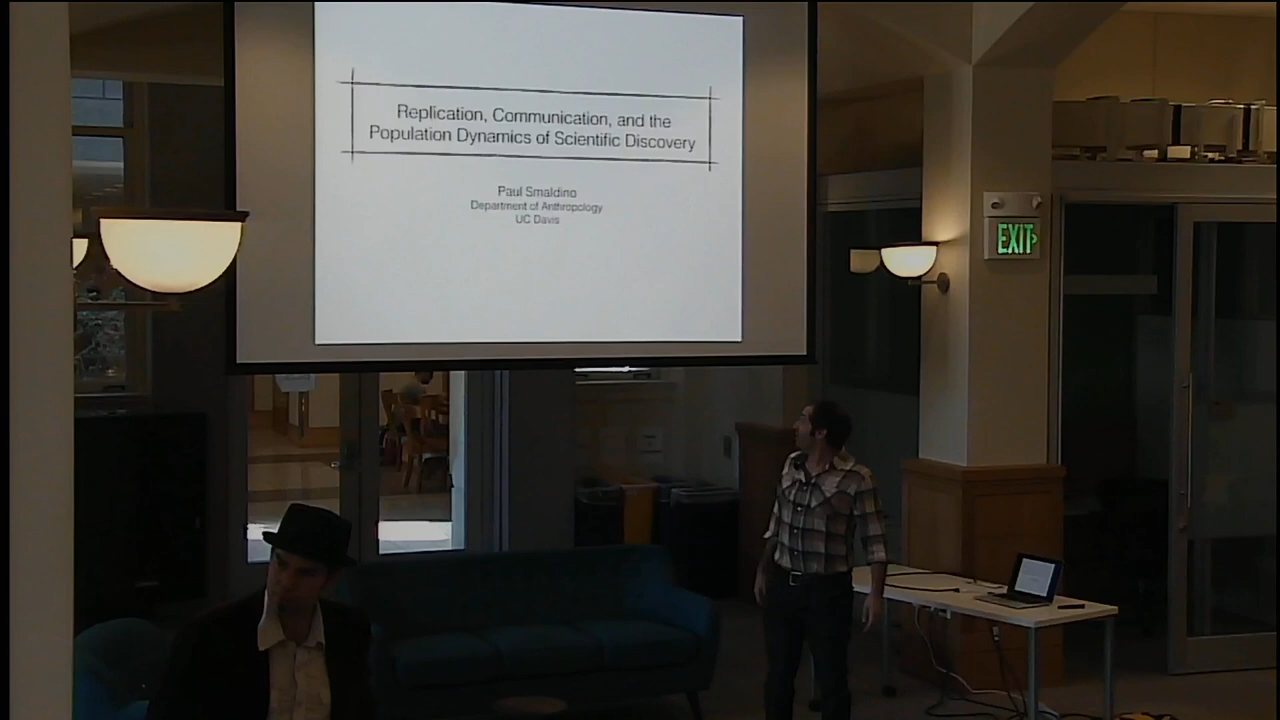 Replication, Communication, and the
Population Dynamics of Scientific Discovery
Paul Smaldino
Department of Anthropology
UC Davis
EXIT